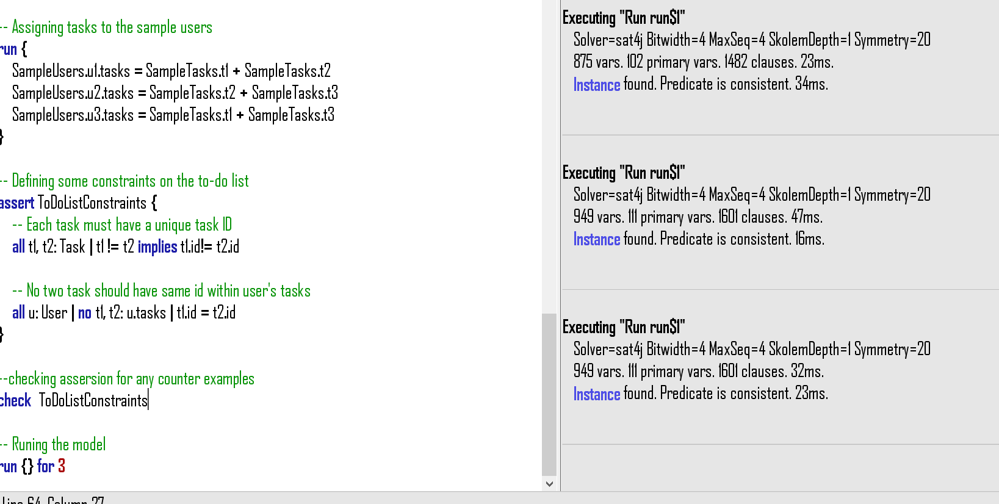 -- Assigning tasks to the sample users
run {
SampleUsers.u1.tasks = SampleTasks.t1 + SampleTasks.t2
SampleUsers.u2.tasks = SampleTasks.t2 + SampleTasks.t3
SampleUsers.u3.tasks = SampleTasks.t1 + SampleTasks.t3
}
-- Defining some constraints on the to-do list
assert ToDoListConstraints {
-- Each task must have a unique task ID
all t1, t2: Task | t1 != t2 implies t1.id!= t2.id
-- No two task should have same id within user's tasks
all u: User | no t1, t2: u.tasks | t1.id = t2.id
}
--checking assersion for any counter examples
check  ToDoListConstraints
-- Runing the model
run {} for 3
Executing "Run run$1"
Solver=sat4j Bitwidth=4 MaxSeq=4 SkolemDepth=1 Symmetry=20
875 vars. 102 primary vars. 1482 clauses. 23ms.
Instance found. Predicate is consistent. 34ms.
Executing "Run run$1"
Solver=sat4j Bitwidth=4 MaxSeq=4 SkolemDepth=1 Symmetry=20
949 vars. 111 primary vars. 1601 clauses. 47ms.
Instance found. Predicate is consistent. 16ms.
Executing "Run run$1"
Solver=sat4j Bitwidth=4 MaxSeq=4 SkolemDepth=1 Symmetry=20
949 vars. 111 primary vars. 1601 clauses. 32ms.
Instance found. Predicate is consistent. 23ms.
Line 64, Column 27